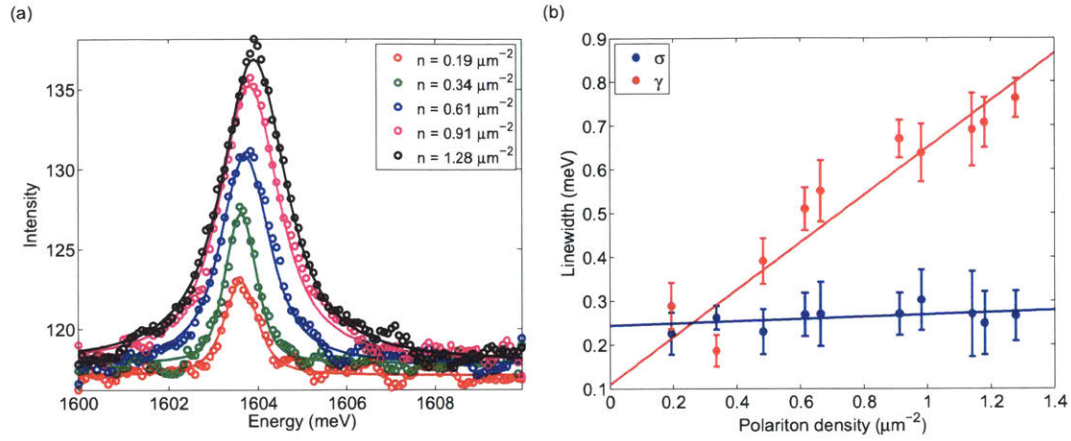 (a)
135
130
125
120
Intensity
1600
1602
1604
1606
1608
Energy (meV)
n = 0.19 μm⁻²
n = 0.34 μm⁻²
n = 0.61 μm⁻²
n = 0.91 μm⁻²
n = 1.28 μm⁻²
(b)
0.9
0.8
0.7
0.6
0.5
0.4
0.3
0.2
0.1
Linewidth (meV)
0
0.2
0.4
0.6
0.8
1.0
1.2
1.4
Polariton density (μm⁻²)
σ
γ